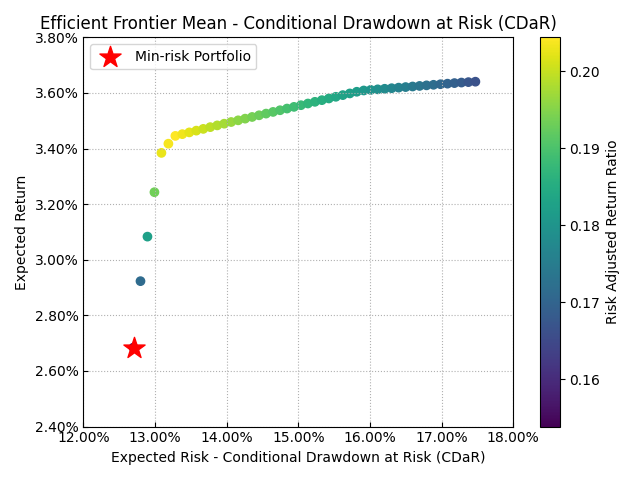 Efficient Frontier Mean - Conditional Drawdown at Risk (CDaR)
Min-risk Portfolio
3.80%
3.60%
3.40%
3.20%
3.00%
2.80%
2.60%
2.40%
Expected Return
12.00% 13.00% 14.00% 15.00% 16.00% 17.00% 18.00%
Expected Risk - Conditional Drawdown at Risk (CDaR)
0.20
0.19
0.18
0.17
0.16
Risk Adjusted Return Ratio